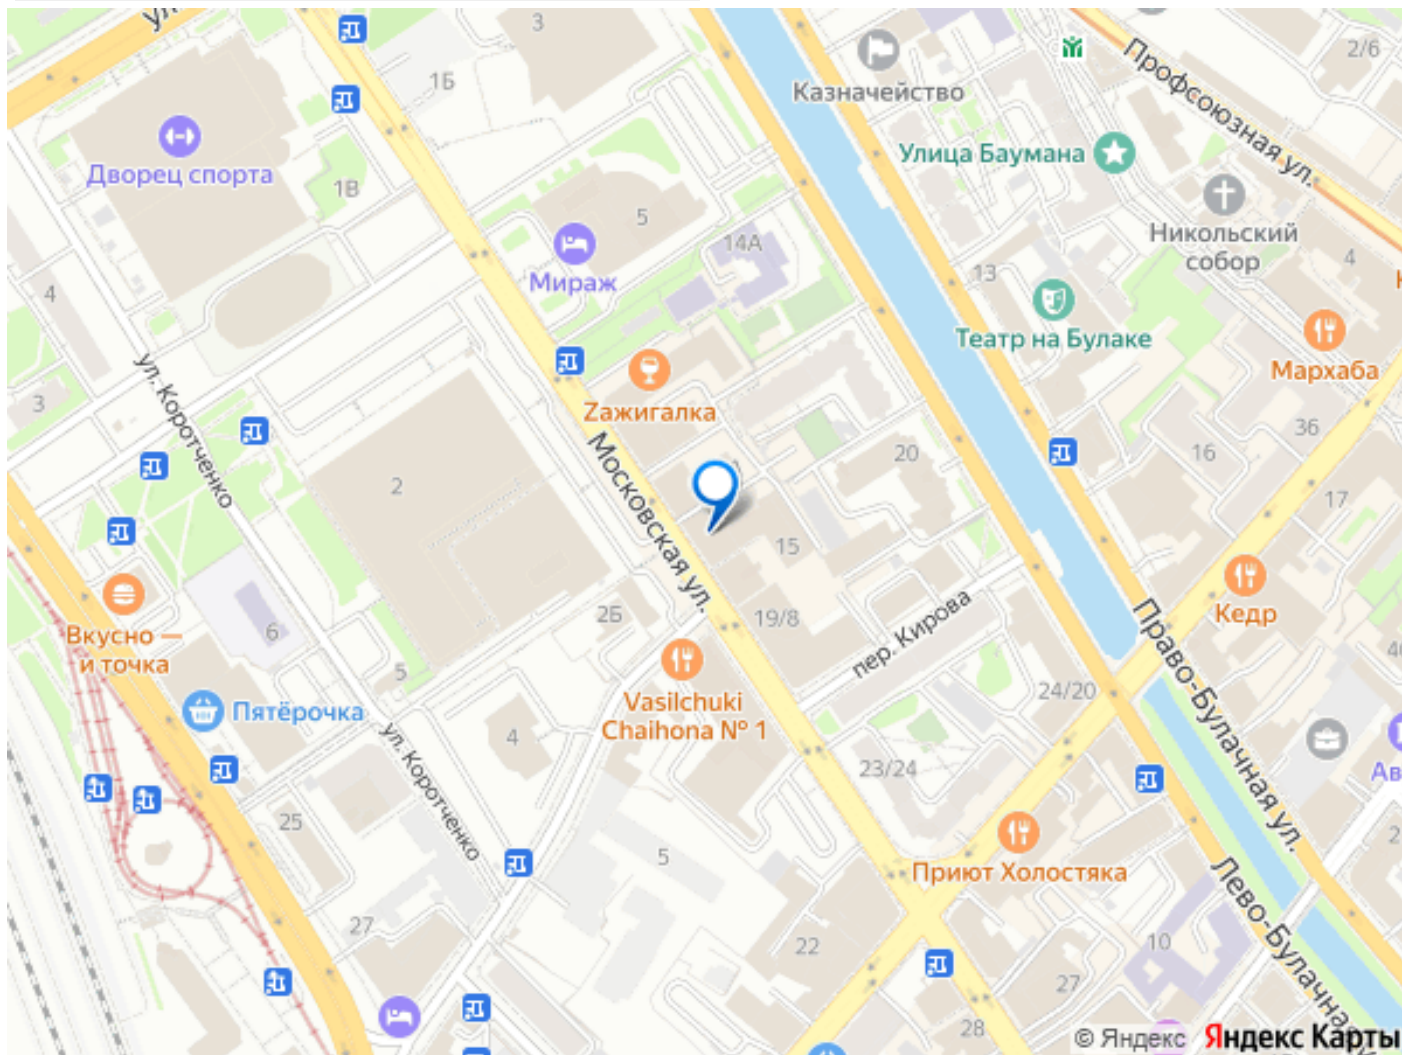 3
1Б
2/6
Казначейство
Профсоюзная ул.
Улица Баумана
Дворец спорта
1В
5
14А
Никольский
собор
4
13
4
Мираж
Театр на Булаке
Мархаба
ул. Коротченко
3
Zажигалка
36
Московская ул.
20
16
2
17
15
Кедр
Вкусно —
и точка
6
2Б
19/8
пер. Кирова
Право-Булачная ул.
5
24/20
Vasilchuki
Chaihona № 1
Пятёрочка
4
ул. Коротченко
23/24
Ав
25
5
2
Приют Холостяка
Лево-Булачная
27
22
10
27
28
© Яндекс Яндекс Карты